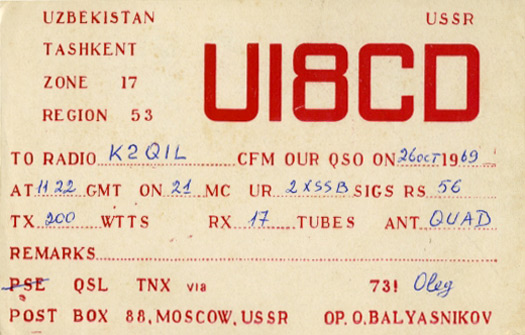 UZBEKISTAN USSR
TASHKENT
ZONE 17
REGION 53
UI8CD
TO RADIO K2QIL CFM OUR QSO ON 26 OCT 1969
AT 11 22 GMT ON 21 MC UR 2XSSB SIGS RS 56
TX 200 WTTS RX 17 TUBES ANT QUAD
REMARKS
PSE QSL TNX VIA 73! Oleg
POST BOX 88, MOSCOW, USSR OP. O. BALYASNIKOV